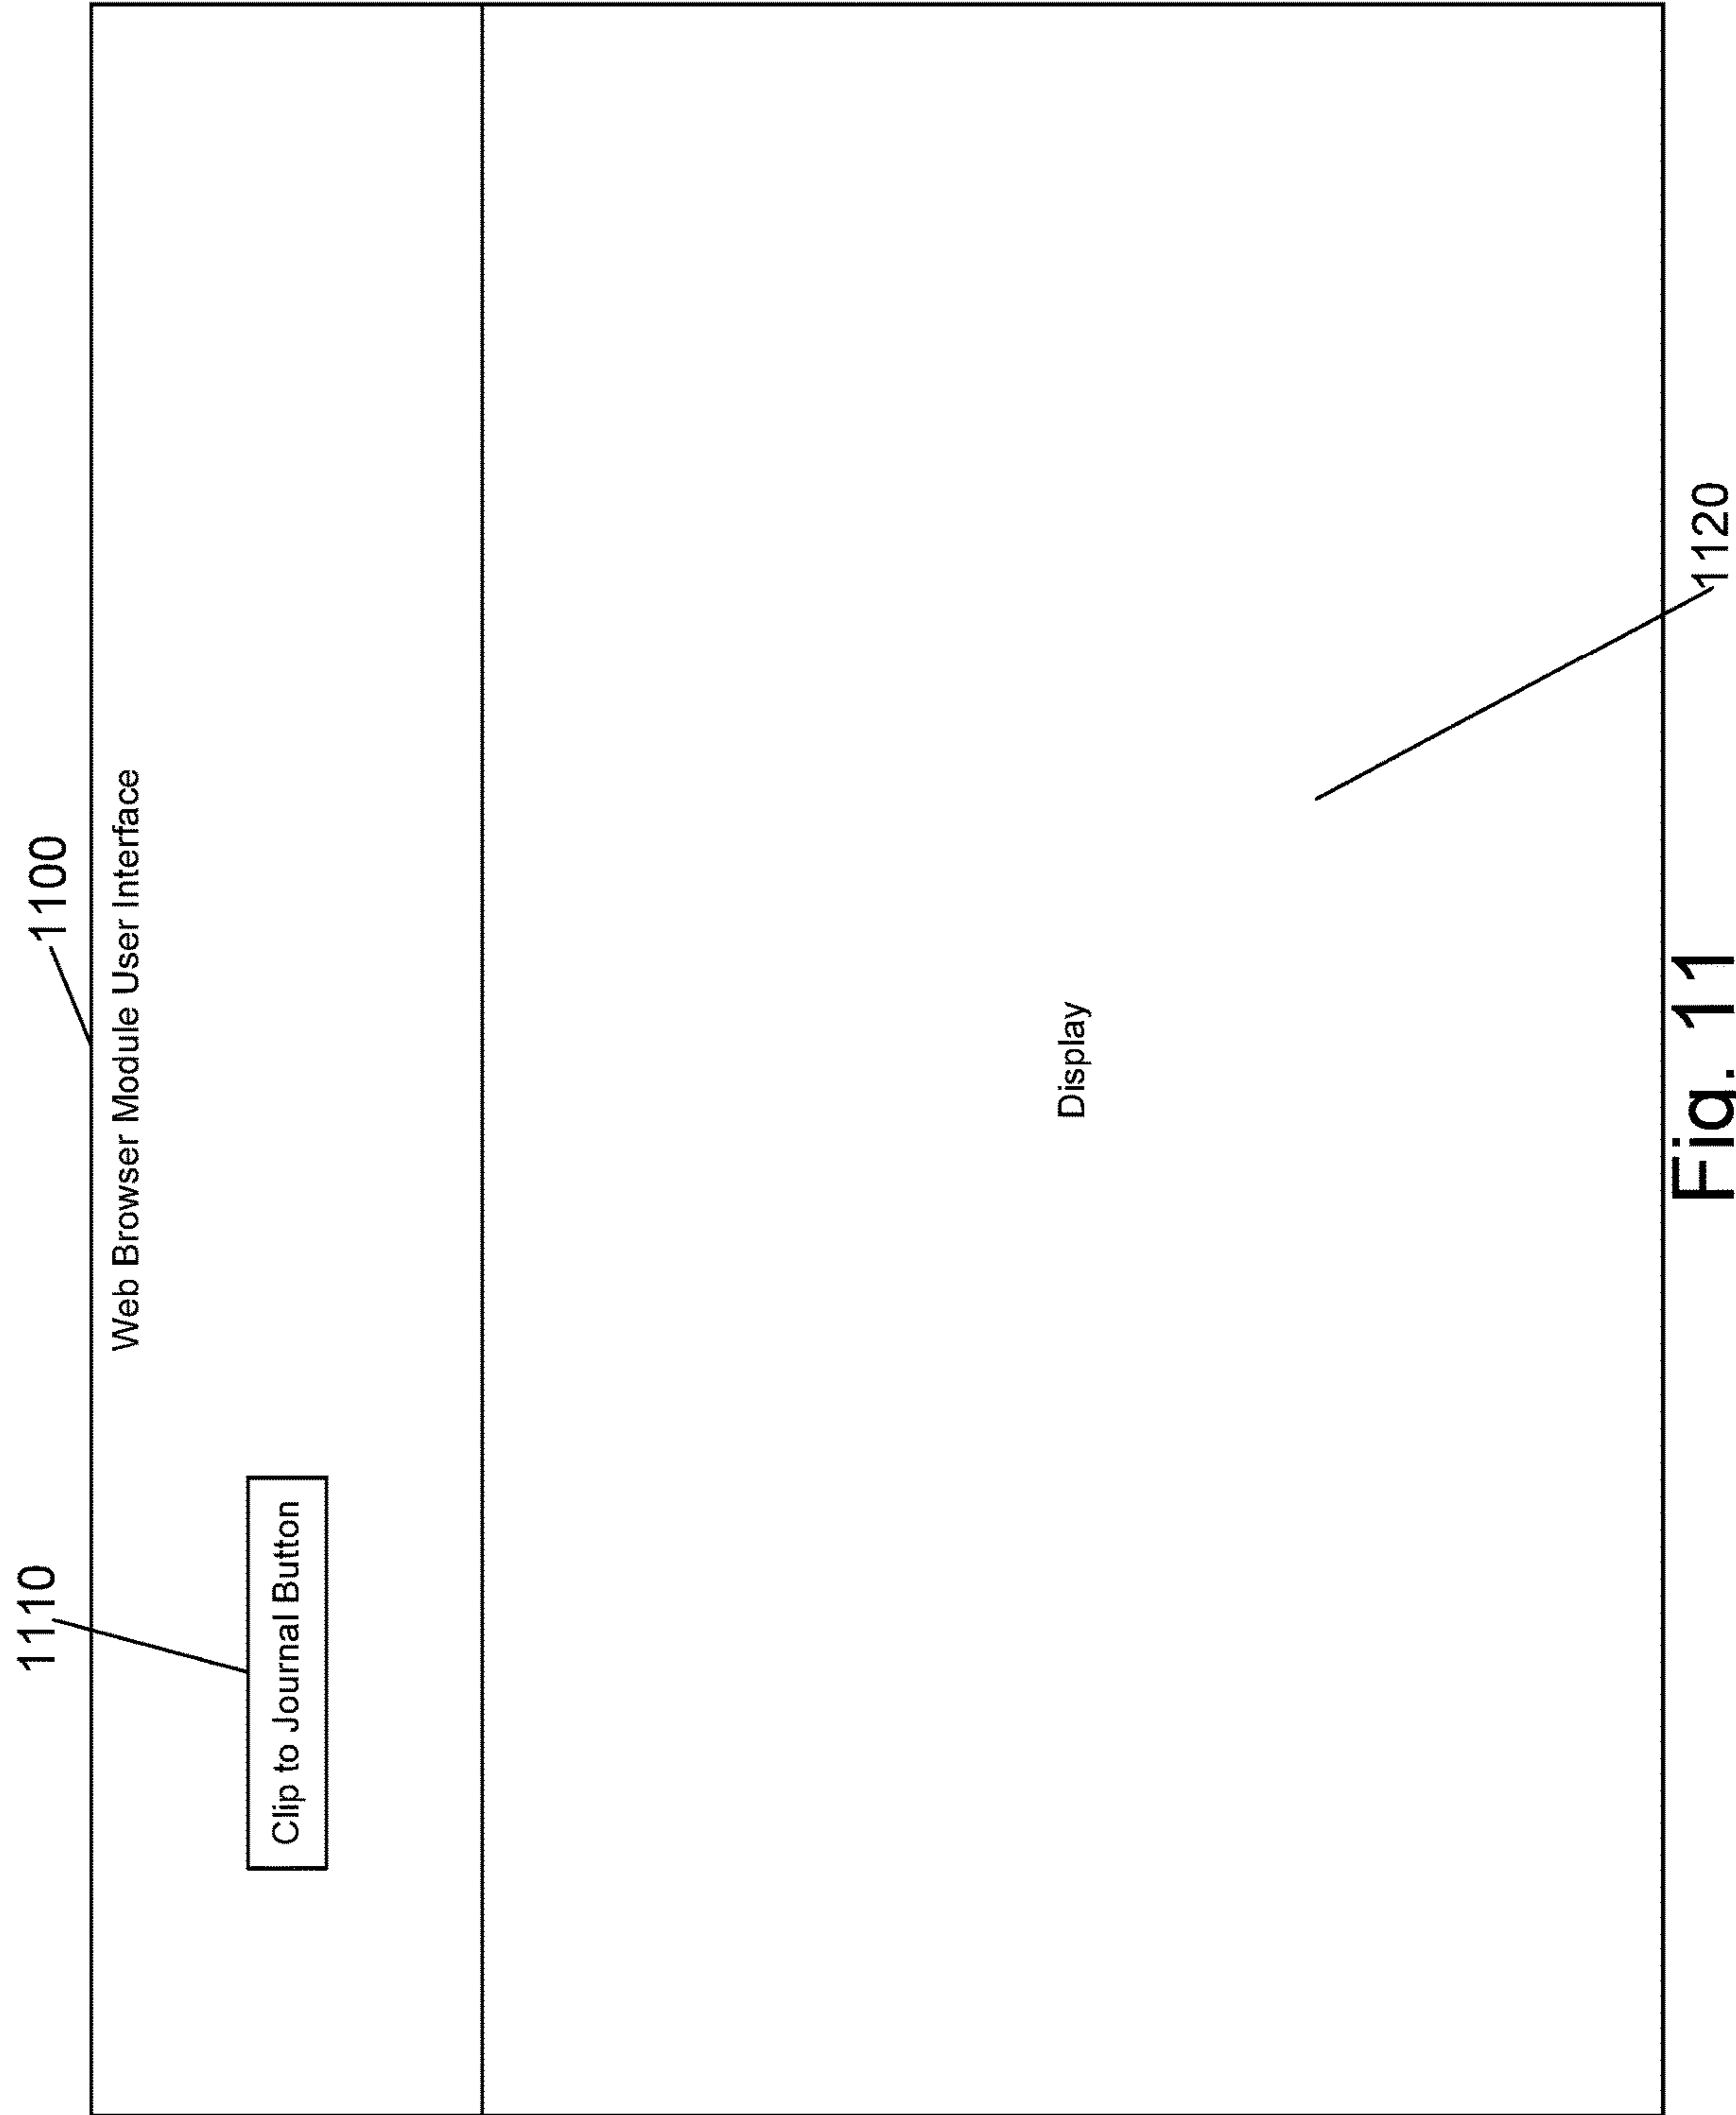 1110
1100
Web Browser Module User Interface
Clip to Journal Button
Display
1120
Fig. 11